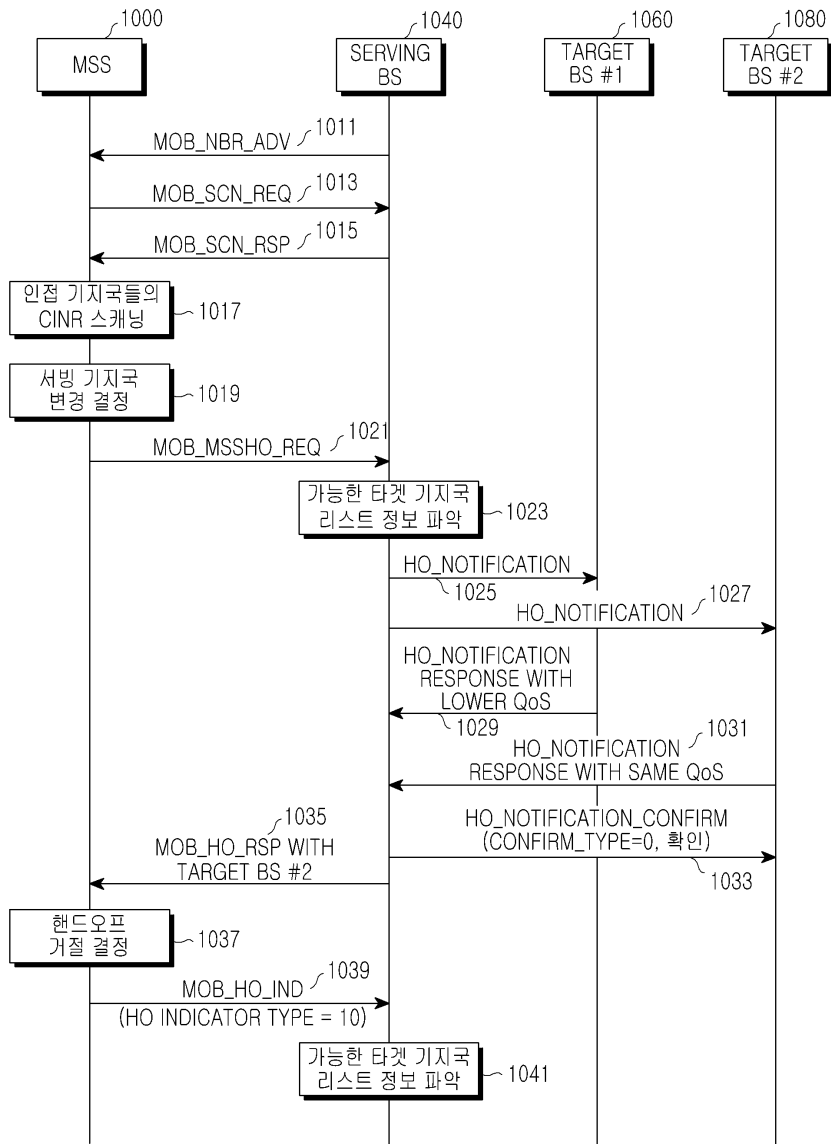 1000
1040
1060
1080
MSS
SERVING
BS
TARGET
BS #1
TARGET
BS #2
MOB_NBR_ADV
1011
MOB_SCN_REQ
1013
MOB_SCN_RSP
1015
인접 기지국들의
CINR 스캐닝
1017
서빙 기지국
변경 결정
1019
MOB_MSSHO_REQ
1021
가능한 타겟 기지국
리스트 정보 파악
1023
HO_NOTIFICATION
1025
HO_NOTIFICATION
1027
HO_NOTIFICATION
RESPONSE WITH
LOWER QoS
1029
HO_NOTIFICATION
1031
RESPONSE WITH SAME QoS
HO_NOTIFICATION_CONFIRM
(CONFIRM_TYPE=0, 확인)
1033
1035
MOB_HO_RSP WITH
TARGET BS #2
핸드오프
거절 결정
1037
MOB_HO_IND
1039
(HO INDICATOR TYPE = 10)
가능한 타겟 기지국
리스트 정보 파악
1041